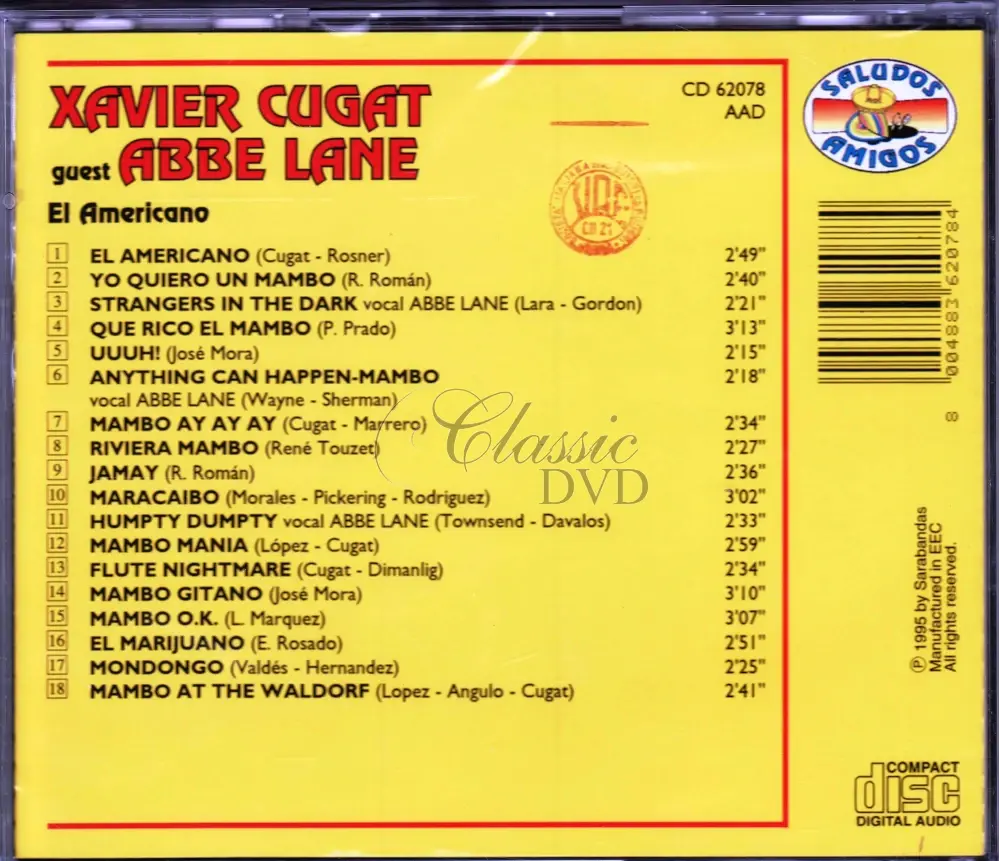 XAVIER CUGAT
guest ABBE LANE
El Americano
CD 62078
AAD
SALUDOS
AMIGOS
1 EL AMERICANO (Cugat - Rosner) 2'49"
2 YO QUIERO UN MAMBO (R. Román) 2'40"
3 STRANGERS IN THE DARK vocal ABBE LANE (Lara - Gordon) 2'21"
4 QUE RICO EL MAMBO (P. Prado) 3'13"
5 UUUH! (José Mora) 2'15"
6 ANYTHING CAN HAPPEN-MAMBO 2'18"
vocal ABBE LANE (Wayne - Sherman)
7 MAMBO AY AY AY (Cugat - Marrero) 2'34"
8 RIVIERA MAMBO (René Touzet) 2'27"
9 JAMAY (R. Román) 2'36"
10 MARACAIBO (Morales - Pickering - Rodriguez) 3'02"
11 HUMPTY DUMPTY vocal ABBE LANE (Townsend - Davalos) 2'33"
12 MAMBO MANIA (López - Cugat) 2'59"
13 FLUTE NIGHTMARE (Cugat - Dimanlig) 2'34"
14 MAMBO GITANO (José Mora) 3'10"
15 MAMBO O.K. (L. Marquez) 3'07"
16 EL MARIJUANO (E. Rosado) 2'51"
17 MONDONGO (Valdés - Hernandez) 2'25"
18 MAMBO AT THE WALDORF (Lopez - Angulo - Cugat) 2'41"
Classic
DVD
004883 620784
8
℗ 1995 by Sarabandas
Manufactured in EEC
All rights reserved.
COMPACT
disc
DIGITAL AUDIO